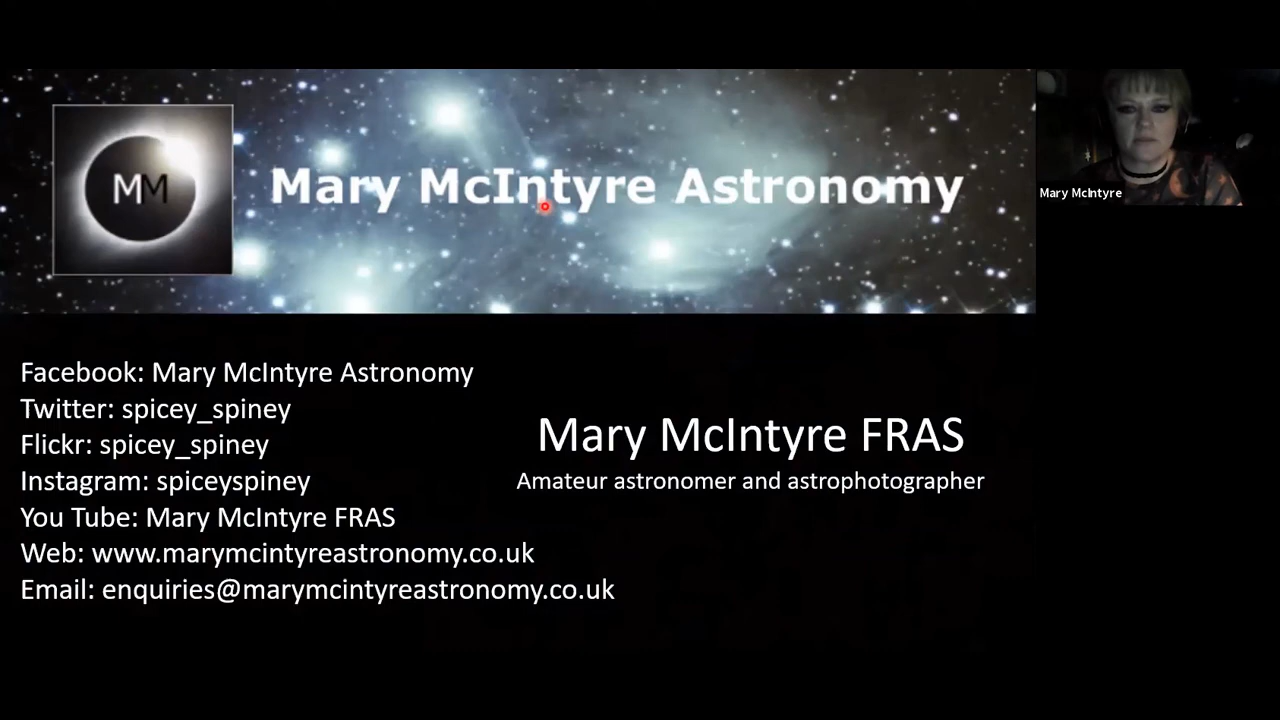 MM
Mary McIntyre Astronomy
Mary McIntyre
Facebook: Mary McIntyre Astronomy
Twitter: spicey_spiney
Flickr: spicey_spiney
Instagram: spiceyspiney
You Tube: Mary McIntyre FRAS
Web: www.marymcintyreastronomy.co.uk
Email: enquiries@marymcintyreastronomy.co.uk
Mary McIntyre FRAS
Amateur astronomer and astrophotographer